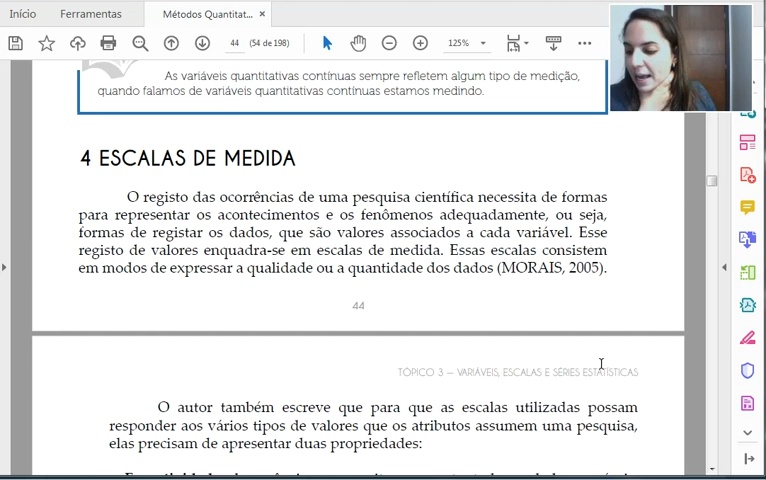 Início
Ferramentas
Métodos Quantitat...
×
44
(54 de 198)
125%
As variáveis quantitativas contínuas sempre refletem algum tipo de medição,
quando falamos de variáveis quantitativas contínuas estamos medindo.
4 ESCALAS DE MEDIDA
O registo das ocorrências de uma pesquisa científica necessita de formas
para representar os acontecimentos e os fenômenos adequadamente, ou seja,
formas de registar os dados, que são valores associados a cada variável. Esse
registo de valores enquadra-se em escalas de medida. Essas escalas consistem
em modos de expressar a qualidade ou a quantidade dos dados (MORAIS, 2005).
44
TÓPICO 3 — VARIÁVEIS, ESCALAS E SÉRIES ESTATÍSTICAS
O autor também escreve que para que as escalas utilizadas possam
responder aos vários tipos de valores que os atributos assumem uma pesquisa,
elas precisam de apresentar duas propriedades: